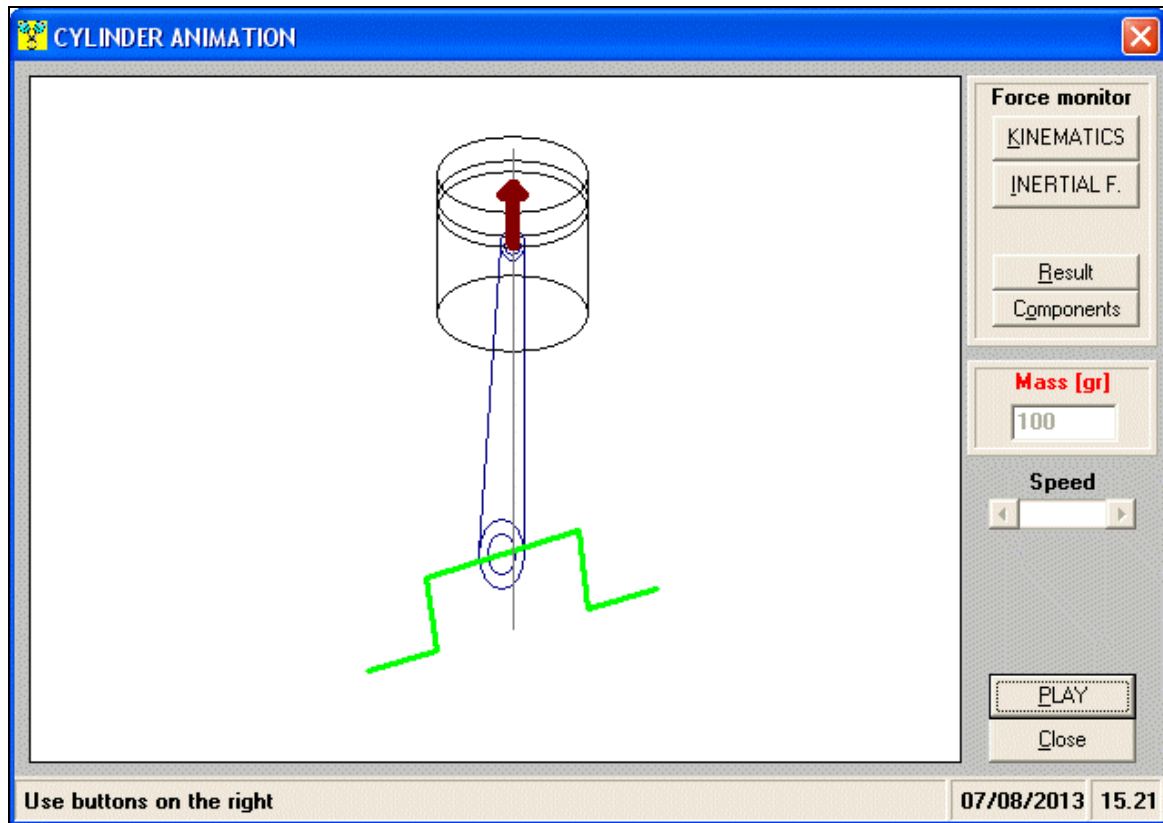 CYLINDER ANIMATION
Force monitor
KINEMATICS
INERTIAL F.
Result
Components
Mass [gr]
100
Speed
PLAY
Close
Use buttons on the right
07/08/2013
15.21